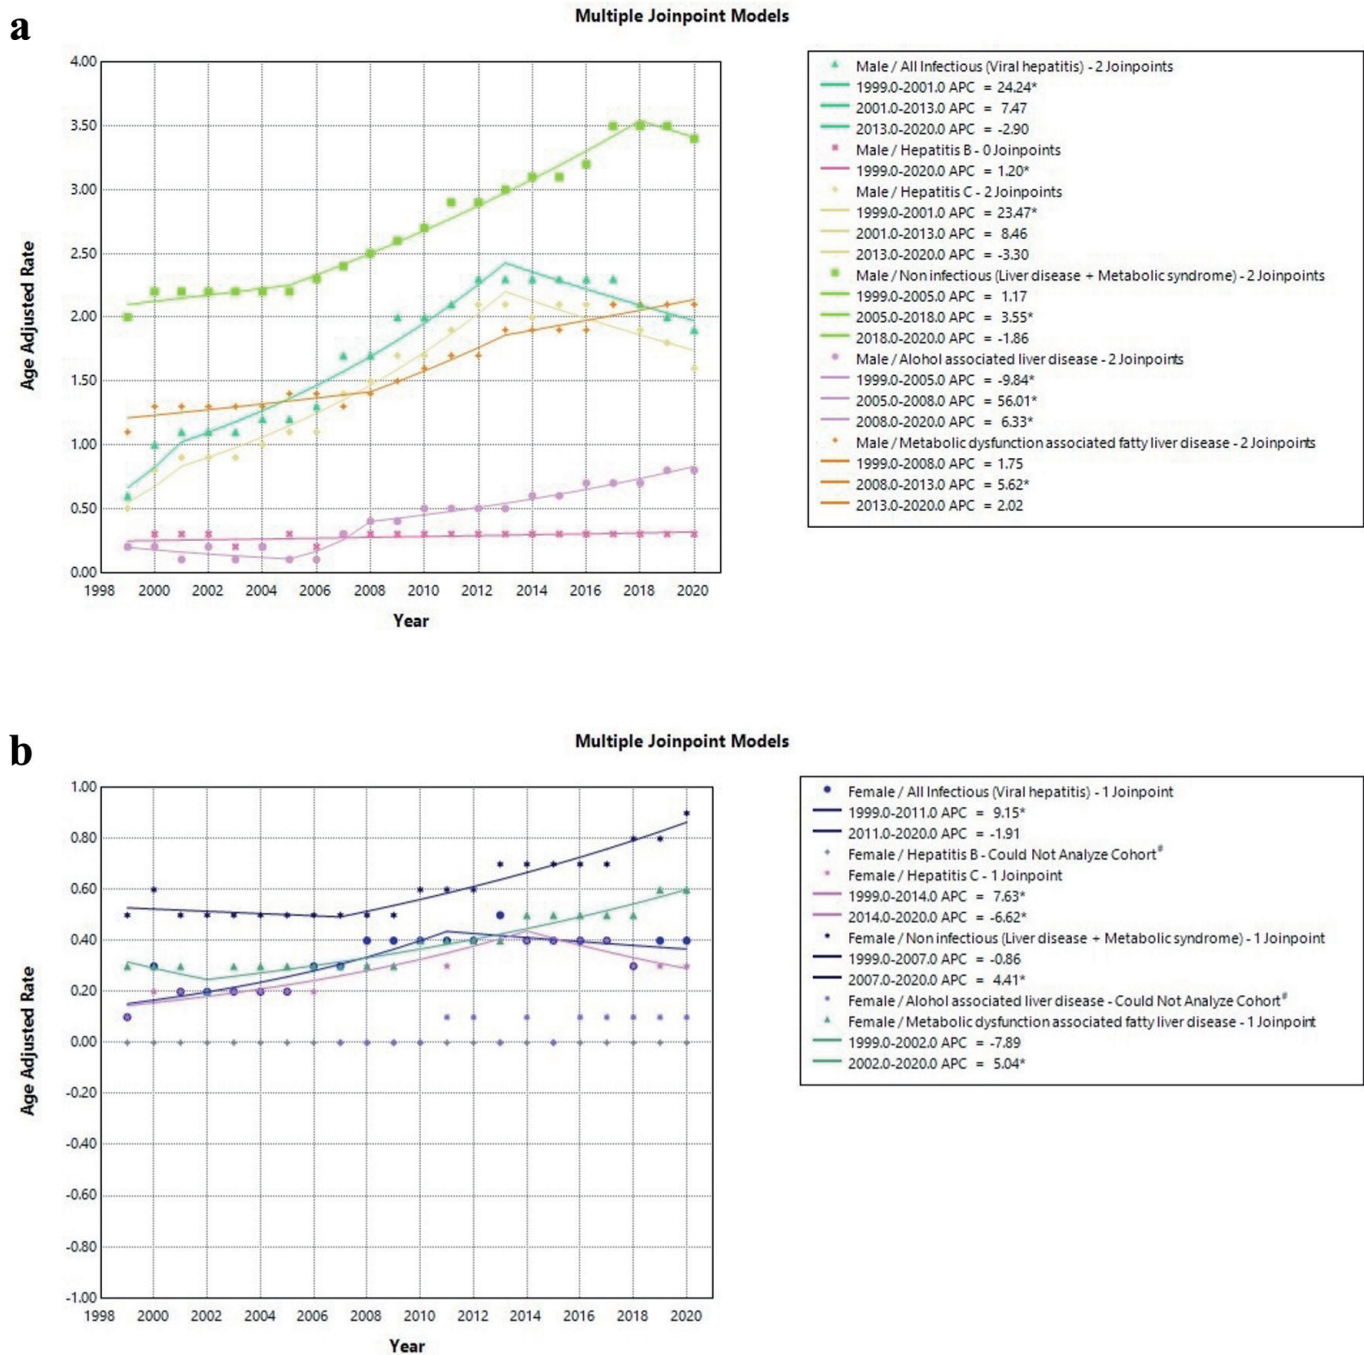 a
Multiple Joinpoint Models
4.00
3.50
3.00
2.50
2.00
1.50
1.00
0.50
0.00
Age Adjusted Rate
1998 2000 2002 2004 2006 2008 2010 2012 2014 2016 2018 2020
Year
Male / All Infectious (Viral hepatitis) - 2 Joinpoints
1999.0-2001.0 APC = 24.24*
2001.0-2013.0 APC = 7.47
2013.0-2020.0 APC = -2.90
Male / Hepatitis B - 0 Joinpoints
1999.0-2020.0 APC = 1.20*
Male / Hepatitis C - 2 Joinpoints
1999.0-2001.0 APC = 23.47*
2001.0-2013.0 APC = 8.46
2013.0-2020.0 APC = -3.30
Male / Non infectious (Liver disease + Metabolic syndrome) - 2 Joinpoints
1999.0-2005.0 APC = 1.17
2005.0-2018.0 APC = 3.55*
2018.0-2020.0 APC = -1.86
Male / Alohol associated liver disease - 2 Joinpoints
1999.0-2005.0 APC = -9.84*
2005.0-2008.0 APC = 56.01*
2008.0-2020.0 APC = 6.33*
Male / Metabolic dysfunction associated fatty liver disease - 2 Joinpoints
1999.0-2008.0 APC = 1.75
2008.0-2013.0 APC = 5.62*
2013.0-2020.0 APC = 2.02
b
Multiple Joinpoint Models
1.00
0.80
0.60
0.40
0.20
0.00
-0.20
-0.40
-0.60
-0.80
-1.00
Age Adjusted Rate
1998 2000 2002 2004 2006 2008 2010 2012 2014 2016 2018 2020
Year
Female / All Infectious (Viral hepatitis) - 1 Joinpoint
1999.0-2011.0 APC = 9.15*
2011.0-2020.0 APC = -1.91
Female / Hepatitis B - Could Not Analyze Cohort#
Female / Hepatitis C - 1 Joinpoint
1999.0-2014.0 APC = 7.63*
2014.0-2020.0 APC = -6.62*
Female / Non infectious (Liver disease + Metabolic syndrome) - 1 Joinpoint
1999.0-2007.0 APC = -0.86
2007.0-2020.0 APC = 4.41*
Female / Alohol associated liver disease - Could Not Analyze Cohort#
Female / Metabolic dysfunction associated fatty liver disease - 1 Joinpoint
1999.0-2002.0 APC = -7.89
2002.0-2020.0 APC = 5.04*